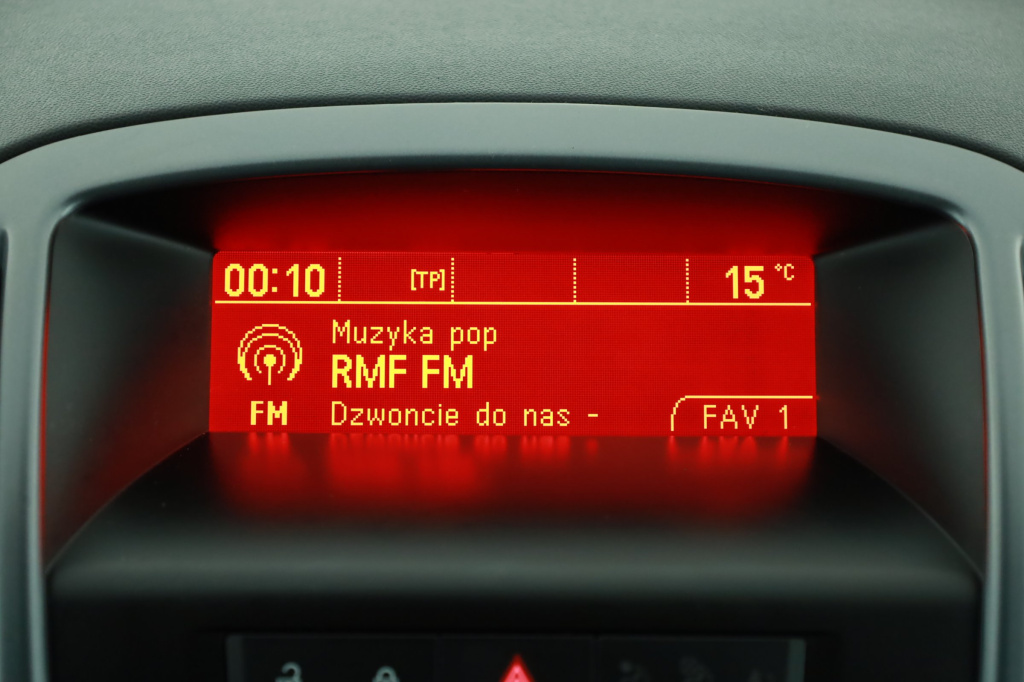 00:10 [TP] 15 °C
Muzyka pop
RMF FM
FM Dzwoncie do nas - FAV 1